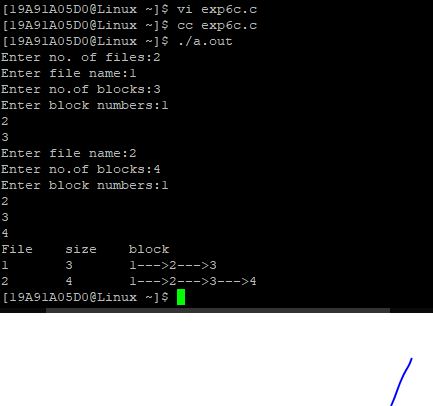 [19A91A05D0@Linux ~]$ vi exp6c.c
[19A91A05D0@Linux ~]$ cc exp6c.c
[19A91A05D0@Linux ~]$ ./a.out
Enter no. of files:2
Enter file name:1
Enter no.of blocks:3
Enter block numbers:1
2
3
Enter file name:2
Enter no.of blocks:4
Enter block numbers:1
2
3
4
File    size    block
1       3       1--->2--->3
2       4       1--->2--->3--->4
[19A91A05D0@Linux ~]$